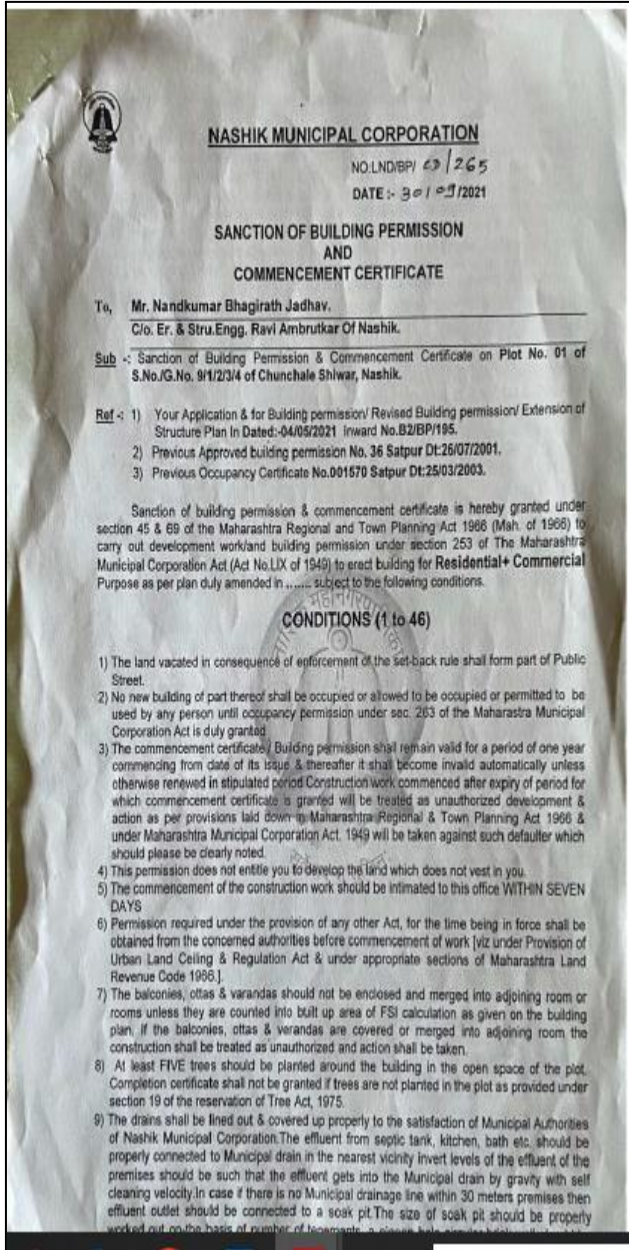 NASHIK MUNICIPAL CORPORATION
NO:LND/BP/ CD/265
DATE :- 30/09/2021
SANCTION OF BUILDING PERMISSION
AND
COMMENCEMENT CERTIFICATE
To, Mr. Nandkumar Bhagirath Jadhav.
C/o. Er. & Stru.Engg. Ravi Ambrutkar Of Nashik.
Sub -: Sanction of Building Permission & Commencement Certificate on Plot No. 01 of
S.No./G.No. 9/1/2/3/4 of Chunchale Shiwar, Nashik.
Ref -: 1) Your Application & for Building permission/ Revised Building permission/ Extension of
Structure Plan In Dated:-04/05/2021 Inward No.B2/BP/195.
2) Previous Approved building permission No. 36 Satpur Dt:26/07/2001.
3) Previous Occupancy Certificate No.001570 Satpur Dt:25/03/2003.
Sanction of building permission & commencement certificate is hereby granted under
section 45 & 69 of the Maharashtra Regional and Town Planning Act 1966 (Mah. of 1966) to
carry out development work/and building permission under section 253 of The Maharashtra
Municipal Corporation Act (Act No.LIX of 1949) to erect building for Residential+ Commercial
Purpose as per plan duly amended in ....... subject to the following conditions.
CONDITIONS (1 to 46)
1) The land vacated in consequence of enforcement of the set-back rule shall form part of Public
Street.
2) No new building of part thereof shall be occupied or allowed to be occupied or permitted to be
used by any person until occupancy permission under sec. 263 of the Maharastra Municipal
Corporation Act is duly granted
3) The commencement certificate / Building permission shall remain valid for a period of one year
commencing from date of its issue & thereafter it shall become invalid automatically unless
otherwise renewed in stipulated period Construction work commenced after expiry of period for
which commencement certificate is granted will be treated as unauthorized development &
action as per provisions laid down in Maharashtra Regional & Town Planning Act 1966 &
under Maharashtra Municipal Corporation Act. 1949 will be taken against such defaulter which
should please be clearly noted.
4) This permission does not entitle you to develop the land which does not vest in you.
5) The commencement of the construction work should be intimated to this office WITHIN SEVEN
DAYS
6) Permission required under the provision of any other Act, for the time being in force shall be
obtained from the concerned authorities before commencement of work [viz under Provision of
Urban Land Ceiling & Regulation Act & under appropriate sections of Maharashtra Land
Revenue Code 1966.].
7) The balconies, ottas & varandas should not be enclosed and merged into adjoining room or
rooms unless they are counted into built up area of FSI calculation as given on the building
plan. If the balconies, ottas & verandas are covered or merged into adjoining room the
construction shall be treated as unauthorized and action shall be taken.
8) At least FIVE trees should be planted around the building in the open space of the plot.
Completion certificate shall not be granted if trees are not planted in the plot as provided under
section 19 of the reservation of Tree Act, 1975.
9) The drains shall be lined out & covered up properly to the satisfaction of Municipal Authorities
of Nashik Municipal Corporation.The effluent from septic tank, kitchen, bath etc. should be
properly connected to Municipal drain in the nearest vicinity invert levels of the effluent of the
premises should be such that the effluent gets into the Municipal drain by gravity with self
cleaning velocity.In case if there is no Municipal drainage line within 30 meters premises then
effluent outlet should be connected to a soak pit.The size of soak pit should be properly
worked out on the basis of number of tenements,